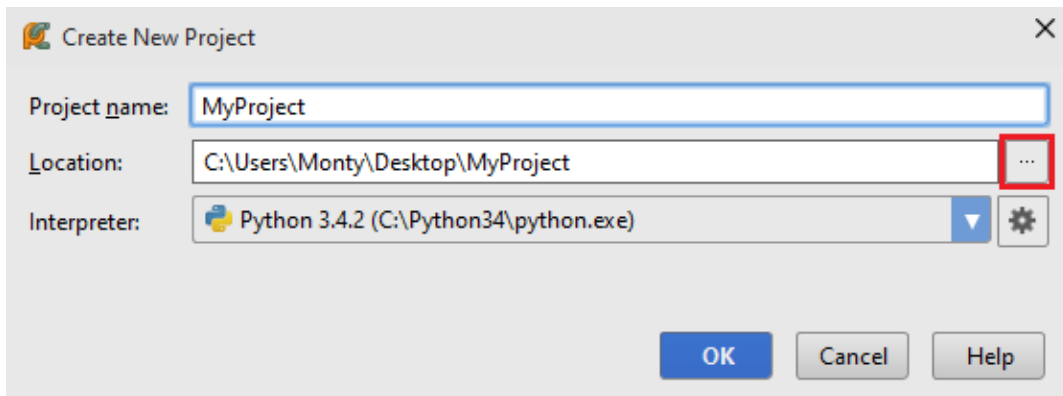 Create New Project
Project name: MyProject
Location: C:\Users\Monty\Desktop\MyProject ...
Interpreter: Python 3.4.2 (C:\Python34\python.exe)
OK Cancel Help